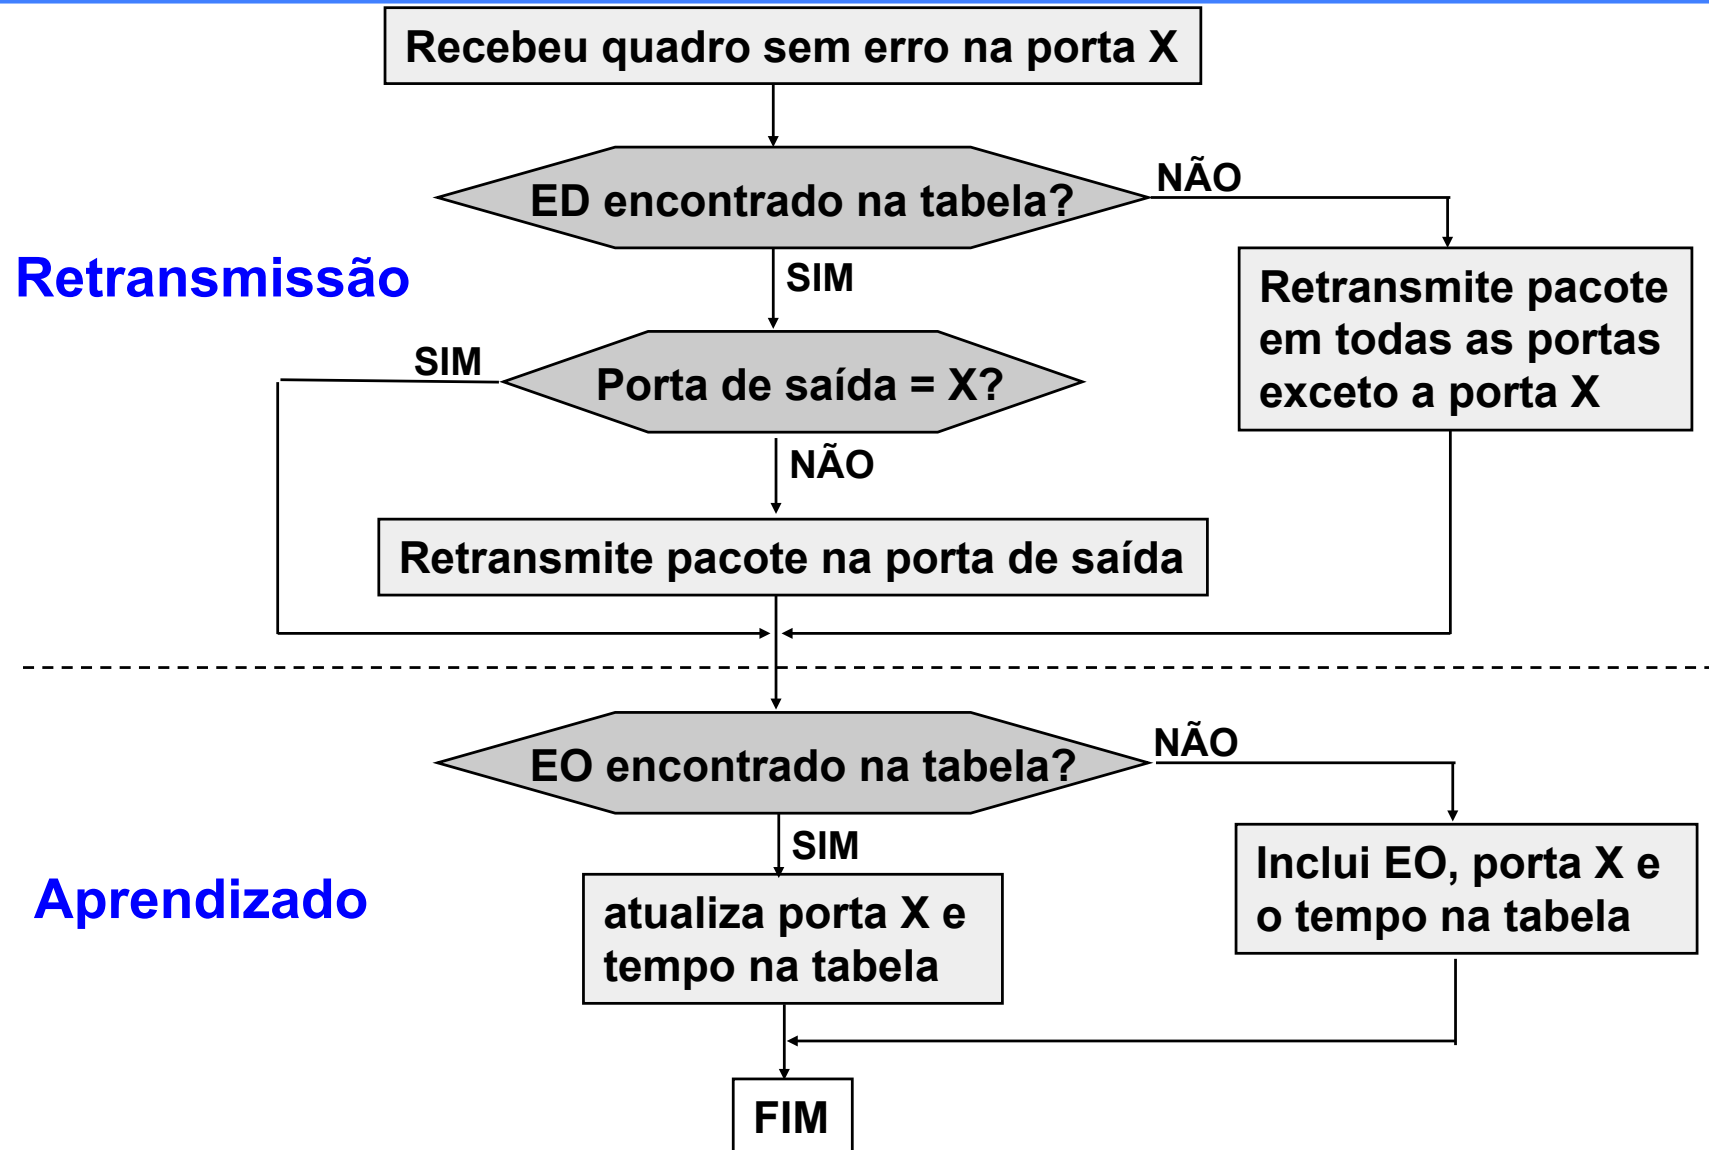 Recebeu quadro sem erro na porta X
ED encontrado na tabela?
NÃO
Retransmissão
SIM
Retransmite pacote
em todas as portas
exceto a porta X
SIM
Porta de saída = X?
NÃO
Retransmite pacote na porta de saída
EO encontrado na tabela?
NÃO
SIM
Inclui EO, porta X e
o tempo na tabela
Aprendizado
atualiza porta X e
tempo na tabela
FIM